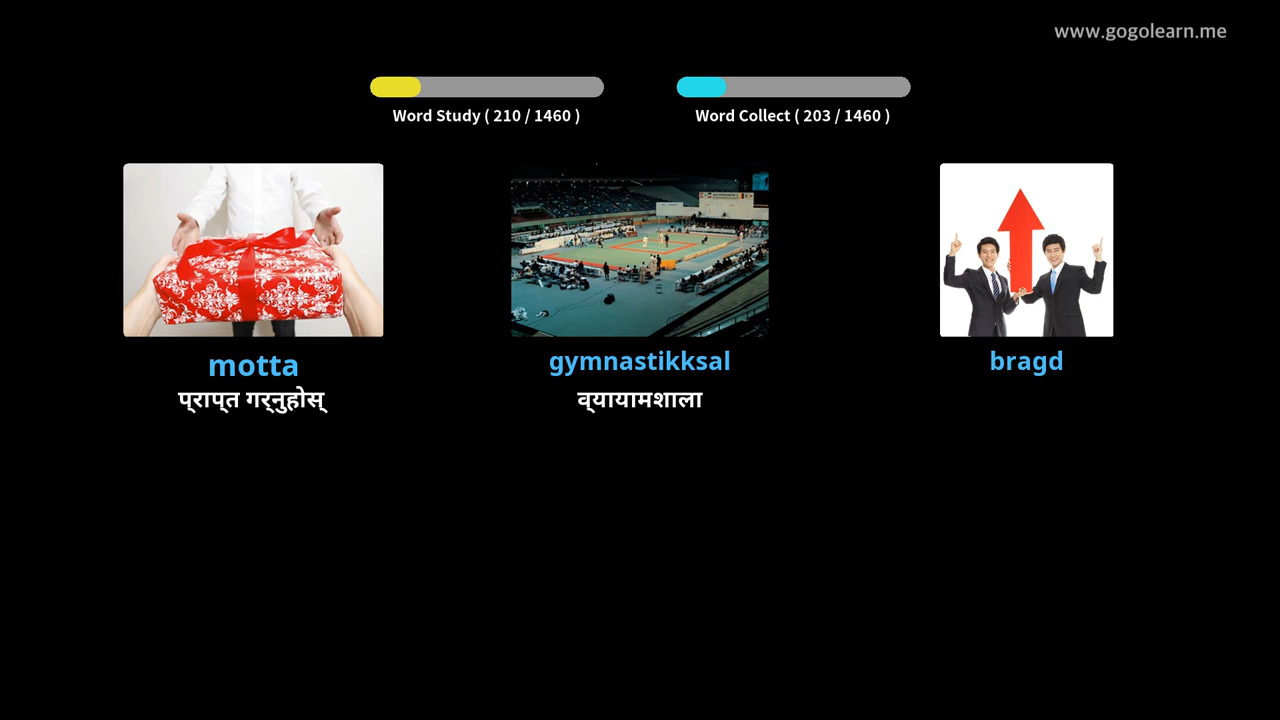 www.gogolearn.me
Word Study ( 210 / 1460 )
Word Collect ( 203 / 1460 )
motta
gymnastikksal
bragd
प्राप्त गर्नुहोस्
व्यायामशाला